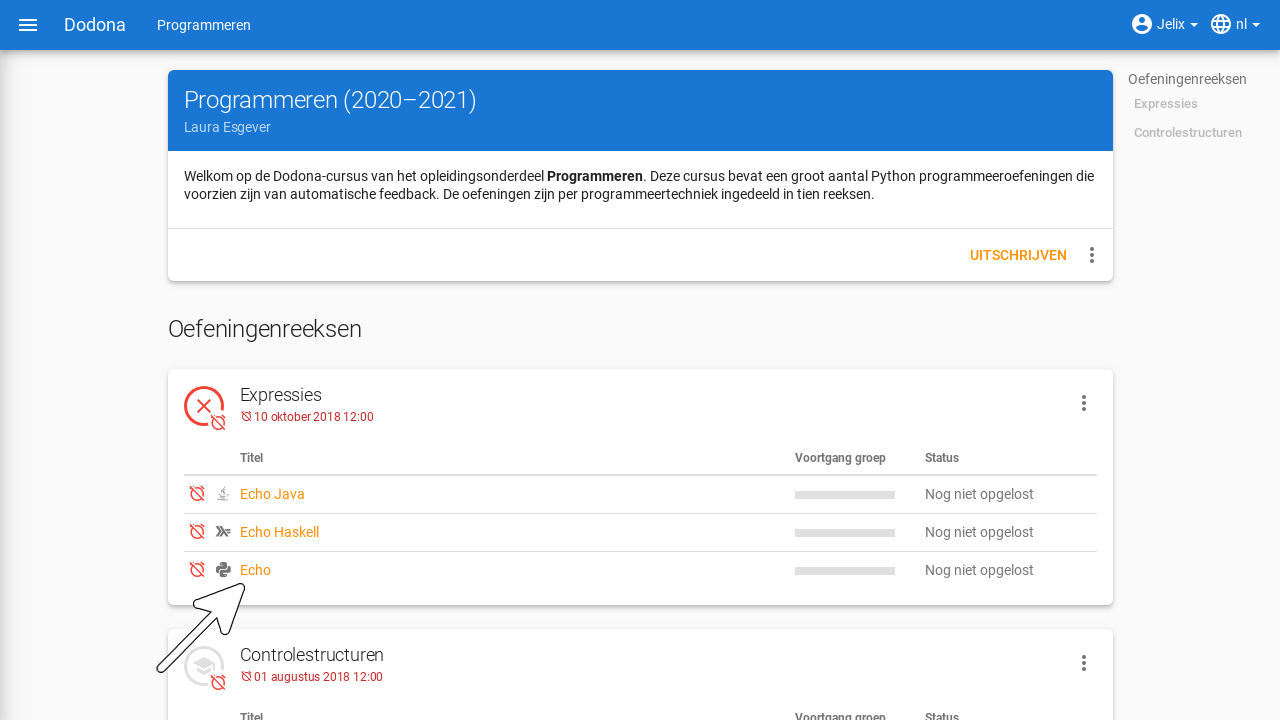 Dodona Programmeren Jelix nl
Oefeningenreeksen
Expressies
Controlestructuren
Programmeren (2020–2021)
Laura Esgever
Welkom op de Dodona-cursus van het opleidingsonderdeel Programmeren. Deze cursus bevat een groot aantal Python programmeeroefeningen die
voorzien zijn van automatische feedback. De oefeningen zijn per programmeertechniek ingedeeld in tien reeksen.
UITSCHRIJVEN
Oefeningenreeksen
Expressies
10 oktober 2018 12:00
Titel Voortgang groep Status
Echo Java Nog niet opgelost
Echo Haskell Nog niet opgelost
Echo Nog niet opgelost
Controlestructuren
01 augustus 2018 12:00
Titel Voortgang groep Status